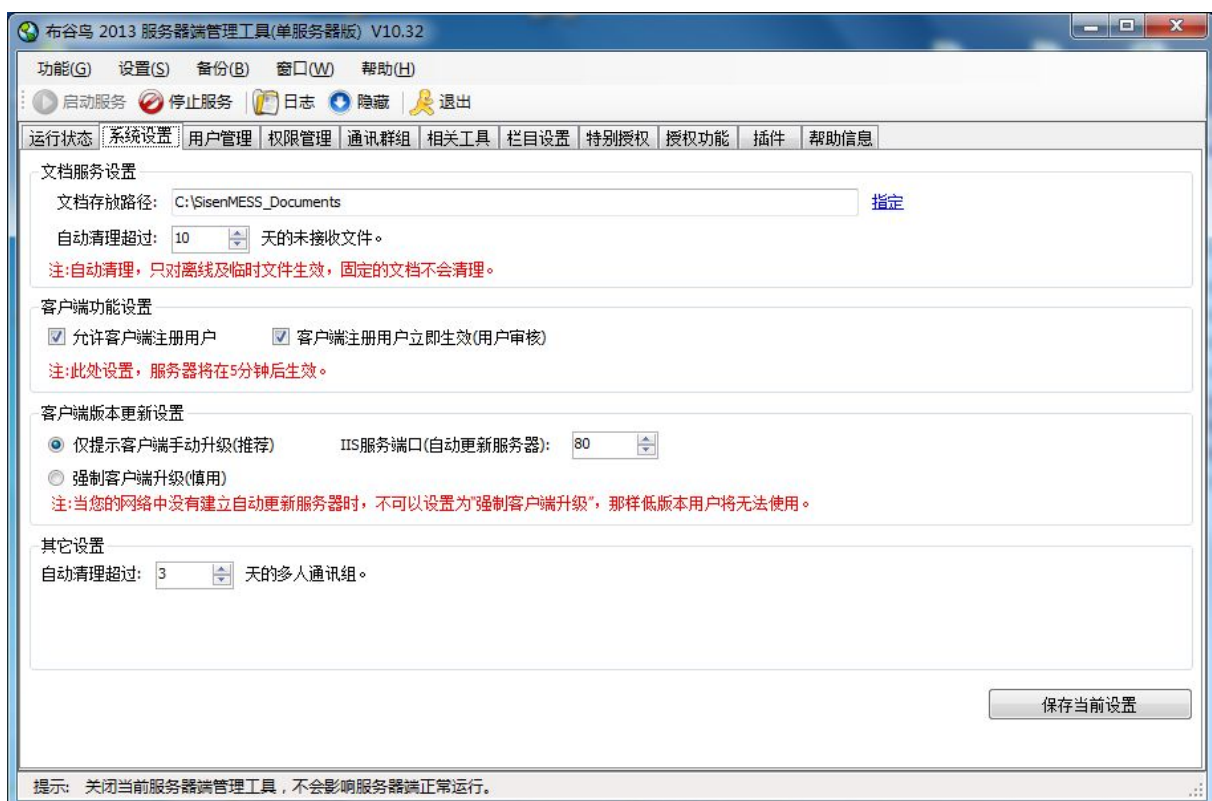 布谷鸟 2013 服务器端管理工具(单服务器版) V10.32
功能(G) 设置(S) 备份(B) 窗口(W) 帮助(H)
启动服务 停止服务 日志 隐藏 退出
运行状态 系统设置 用户管理 权限管理 通讯群组 相关工具 栏目设置 特别授权 授权功能 插件 帮助信息
文档服务设置
文档存放路径: C:\SisenMESS_Documents 指定
自动清理超过: 10 天的未接收文件。
注:自动清理，只对离线及临时文件生效，固定的文档不会清理。
客户端功能设置
允许客户端注册用户 客户端注册用户立即生效(用户审核)
注:此处设置，服务器将在5分钟后生效。
客户端版本更新设置
仅提示客户端手动升级(推荐) IIS服务端口(自动更新服务器): 80
强制客户端升级(慎用)
注:当您的网络中没有建立自动更新服务器时，不可以设置为"强制客户端升级"，那样低版本用户将无法使用。
其它设置
自动清理超过: 3 天的多人通讯组。
保存当前设置
提示: 关闭当前服务器端管理工具，不会影响服务器端正常运行。